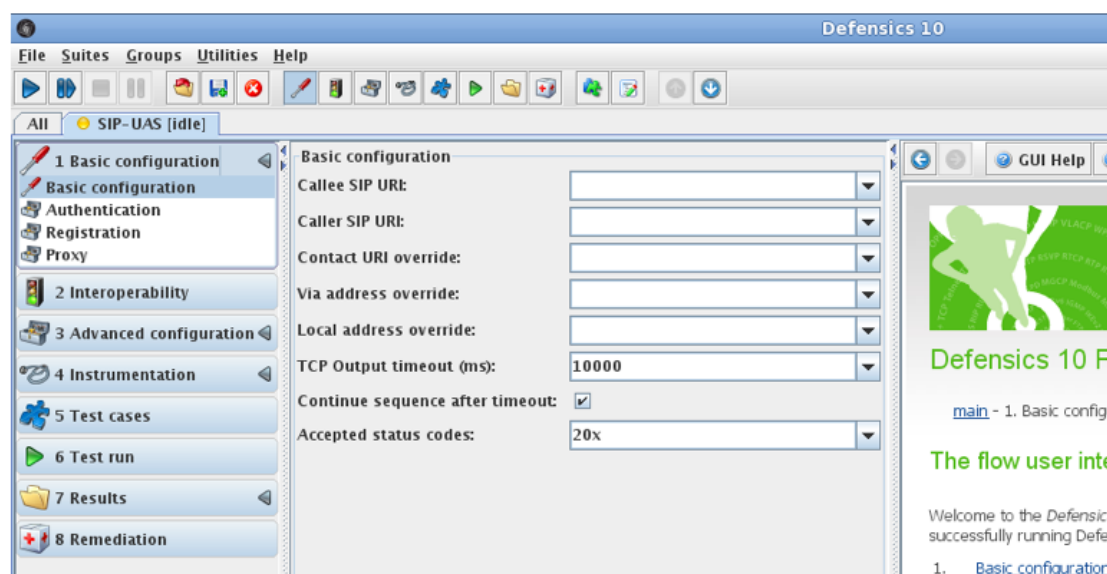 Defensics 10
File Suites Groups Utilities Help
All SIP-UAS [idle]
1 Basic configuration
Basic configuration
Authentication
Registration
Proxy
2 Interoperability
3 Advanced configuration
4 Instrumentation
5 Test cases
6 Test run
7 Results
8 Remediation
Basic configuration
Callee SIP URI:
Caller SIP URI:
Contact URI override:
Via address override:
Local address override:
TCP Output timeout (ms): 10000
Continue sequence after timeout:
Accepted status codes: 20x
GUI Help
Defensics 10 P
main - 1. Basic config
The flow user inte
Welcome to the Defensic
successfully running Defe
1. Basic configuration